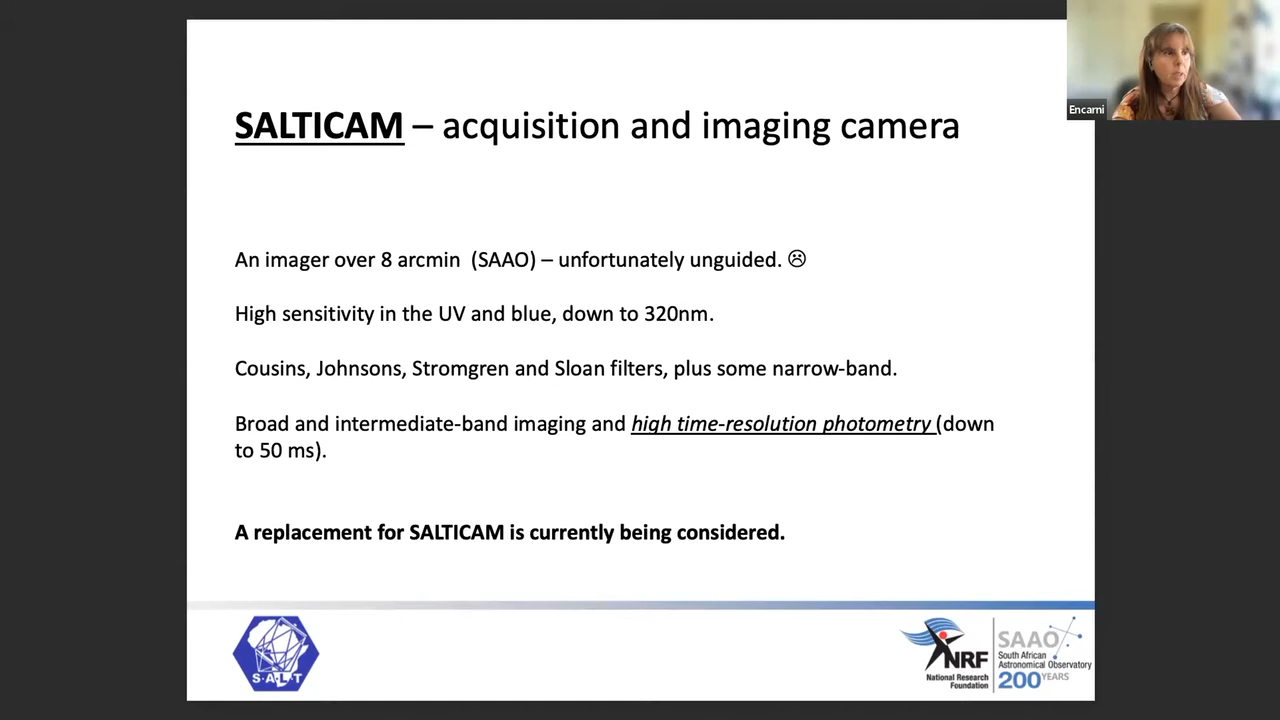 SALTICAM – acquisition and imaging camera
Encarni
An imager over 8 arcmin  (SAAO) – unfortunately unguided. ☹
High sensitivity in the UV and blue, down to 320nm.
Cousins, Johnsons, Stromgren and Sloan filters, plus some narrow-band.
Broad and intermediate-band imaging and high time-resolution photometry (down
to 50 ms).
A replacement for SALTICAM is currently being considered.
SALT
NRF
National Research
Foundation
SAAO
South African
Astronomical Observatory
200 YEARS